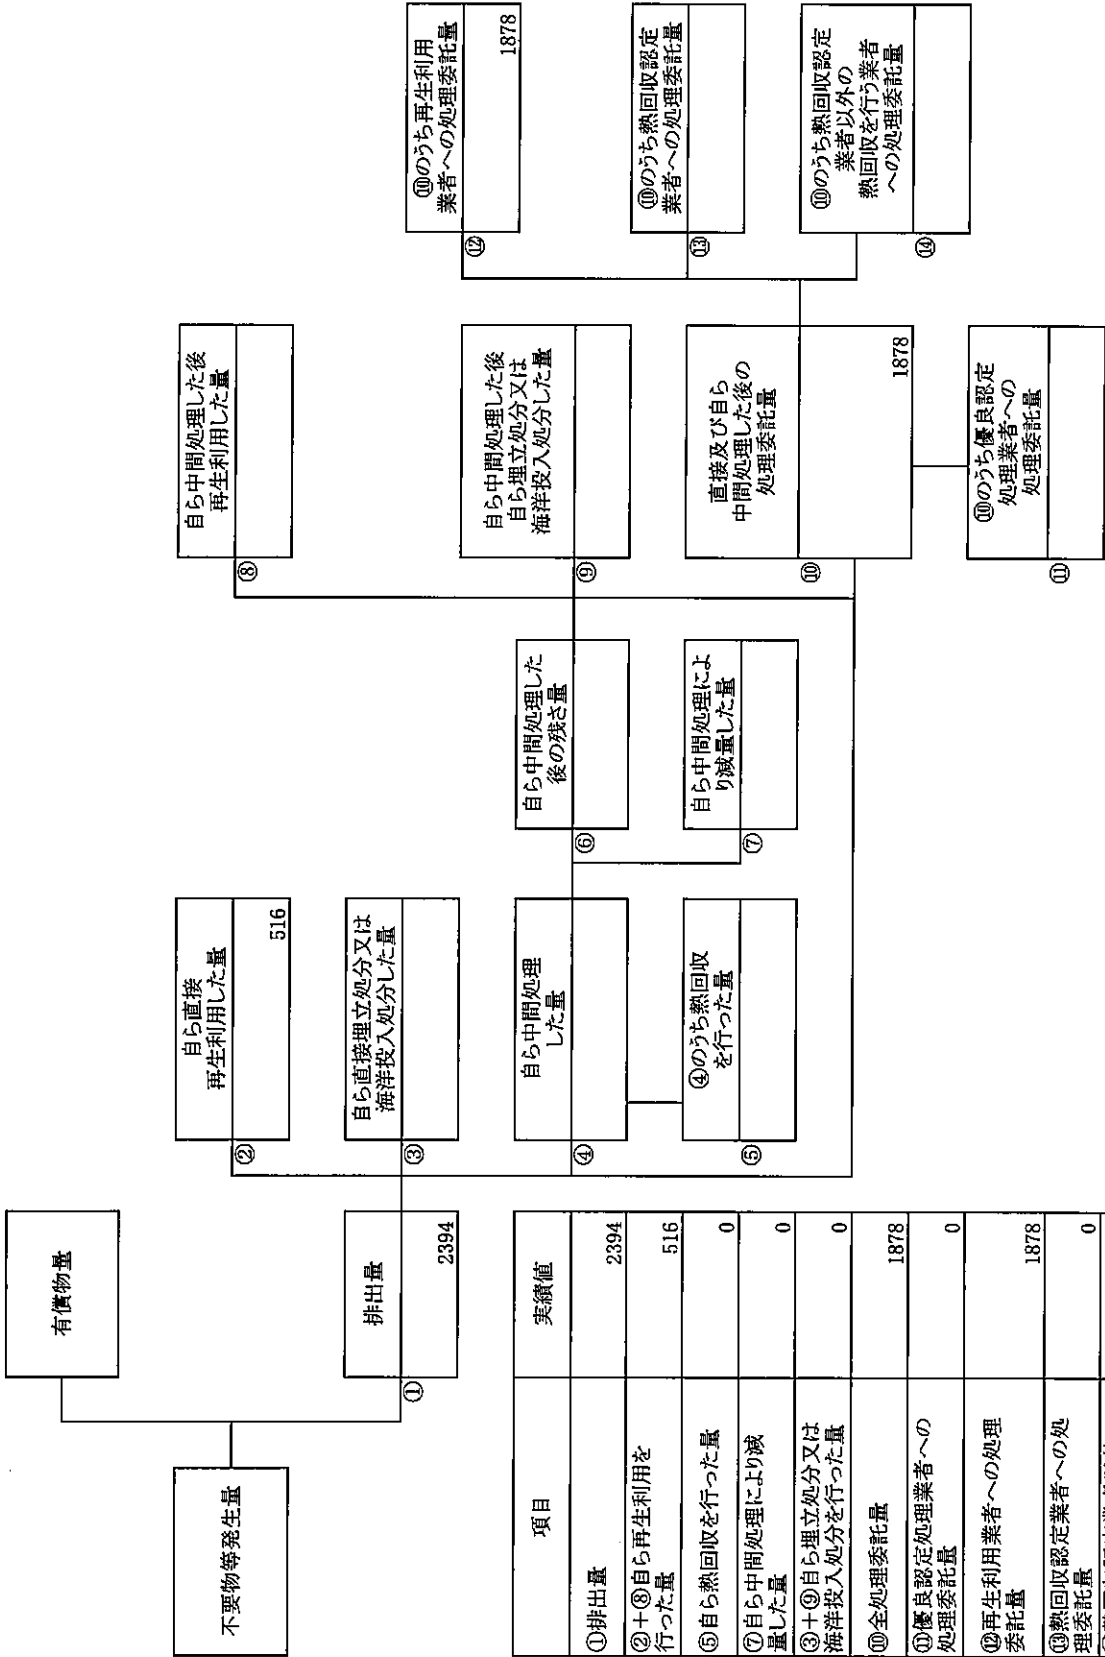 不要物等発生量
有償物量
排出量
①
2394
自ら直接
再生利用した量
②
516
自ら直接埋立処分又は
海洋投入処分した量
③
自ら中間処理
した量
④
④のうち熱回収
を行った量
⑤
自ら中間処理した
後の残さ量
⑥
自ら中間処理によ
り減量した量
⑦
自ら中間処理した後
再生利用した量
⑧
自ら中間処理した後
自ら埋立処分又は
海洋投入処分した量
⑨
直接及び自ら
中間処理した後の
処理委託量
⑩
1878
⑩のうち優良認定
処理業者への
処理委託量
⑪
⑩のうち再生利用
業者への処理委託量
⑫
1878
⑩のうち熱回収認定
業者への処理委託量
⑬
⑩のうち熱回収認定
業者以外の
熱回収を行う業者
への処理委託量
⑭
項目 実績値
①排出量 2394
②+⑧自ら再生利用を
行った量 516
⑤自ら熱回収を行った量 0
⑦自ら中間処理により減
量した量 0
③+⑨自ら埋立処分又は
海洋投入処分を行った量 0
⑩全処理委託量 1878
⑪優良認定処理業者への
処理委託量 0
⑫再生利用業者への処理
委託量 1878
⑬熱回収認定業者への処
理委託量 0